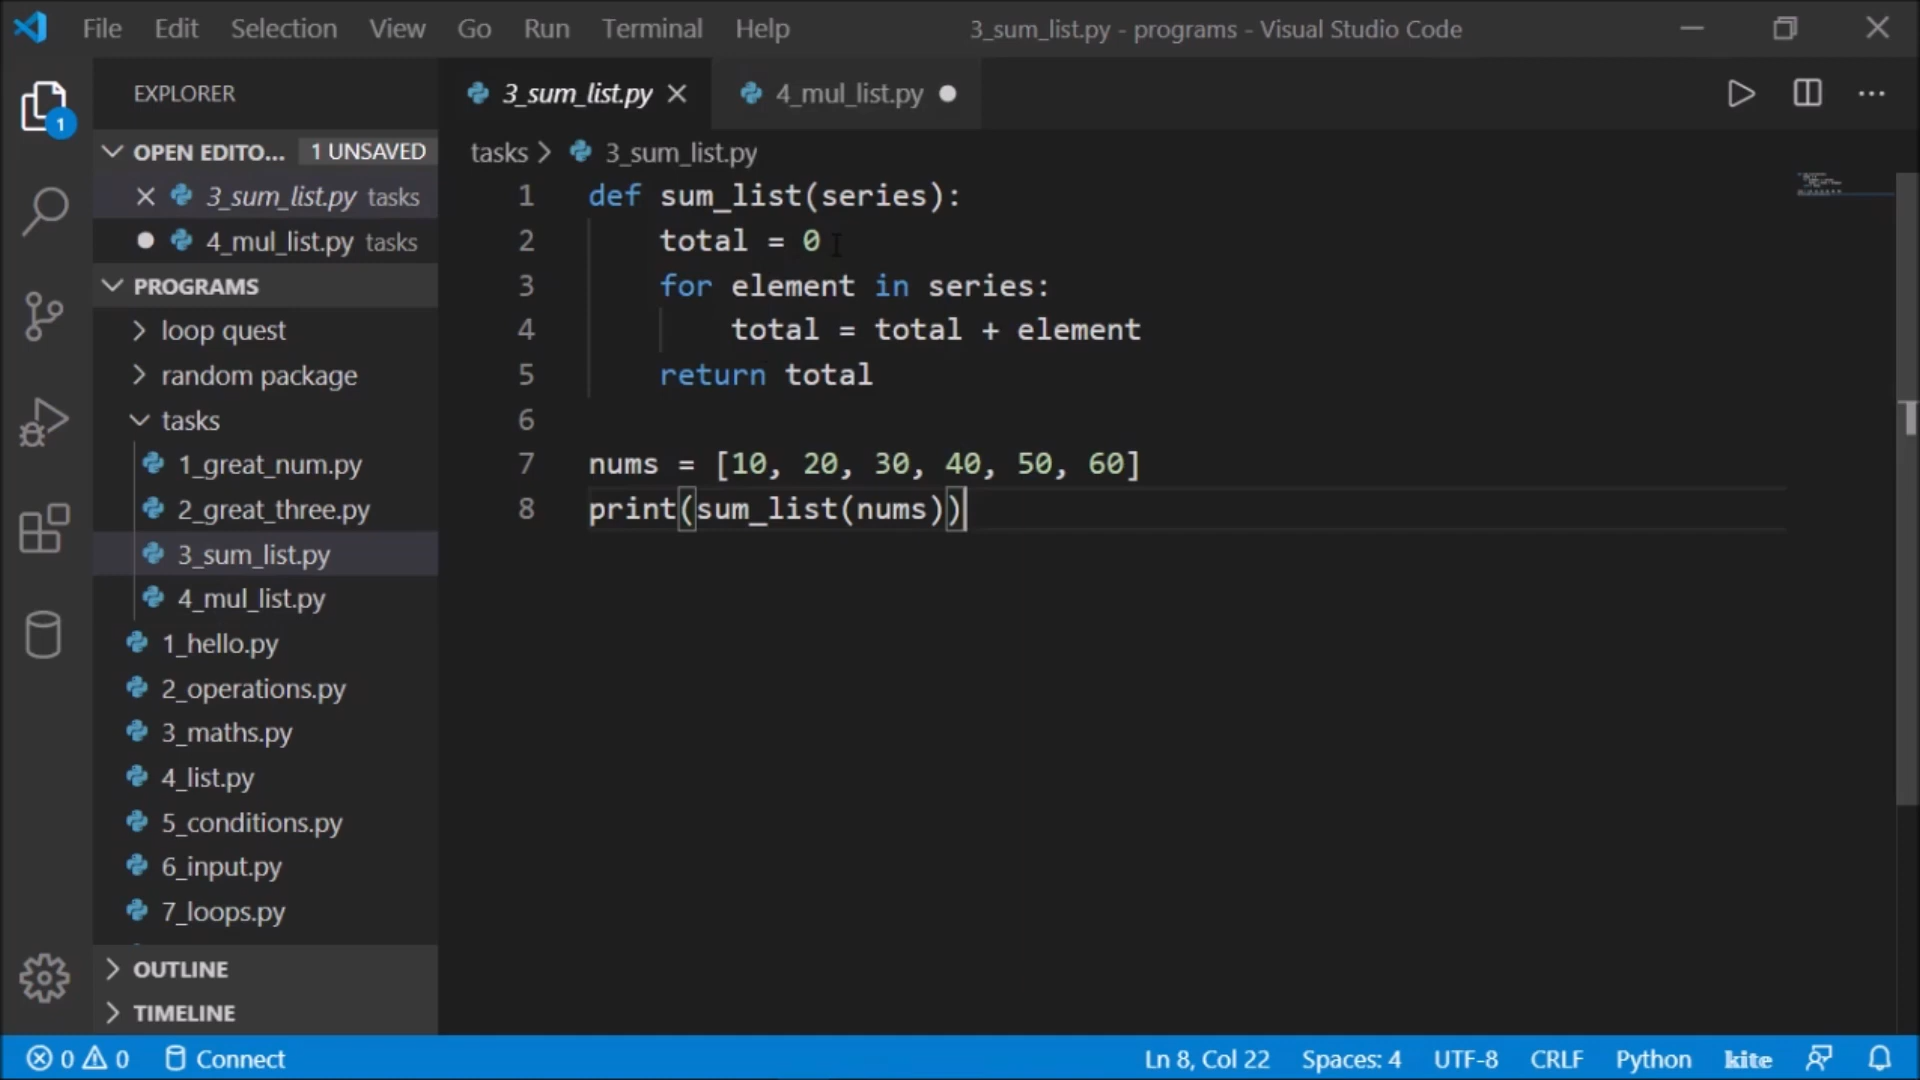 File Edit Selection View Go Run Terminal Help 3_sum_list.py - programs - Visual Studio Code
1
EXPLORER
OPEN EDITO... 1 UNSAVED
3_sum_list.py tasks
4_mul_list.py tasks
PROGRAMS
loop quest
random package
tasks
1_great_num.py
2_great_three.py
3_sum_list.py
4_mul_list.py
1_hello.py
2_operations.py
3_maths.py
4_list.py
5_conditions.py
6_input.py
7_loops.py
OUTLINE
TIMELINE
3_sum_list.py 4_mul_list.py
tasks > 3_sum_list.py
1 def sum_list(series):
2     total = 0
3     for element in series:
4         total = total + element
5     return total
6
7 nums = [10, 20, 30, 40, 50, 60]
8 print(sum_list(nums))
0 0 Connect Ln 8, Col 22 Spaces: 4 UTF-8 CRLF Python kite